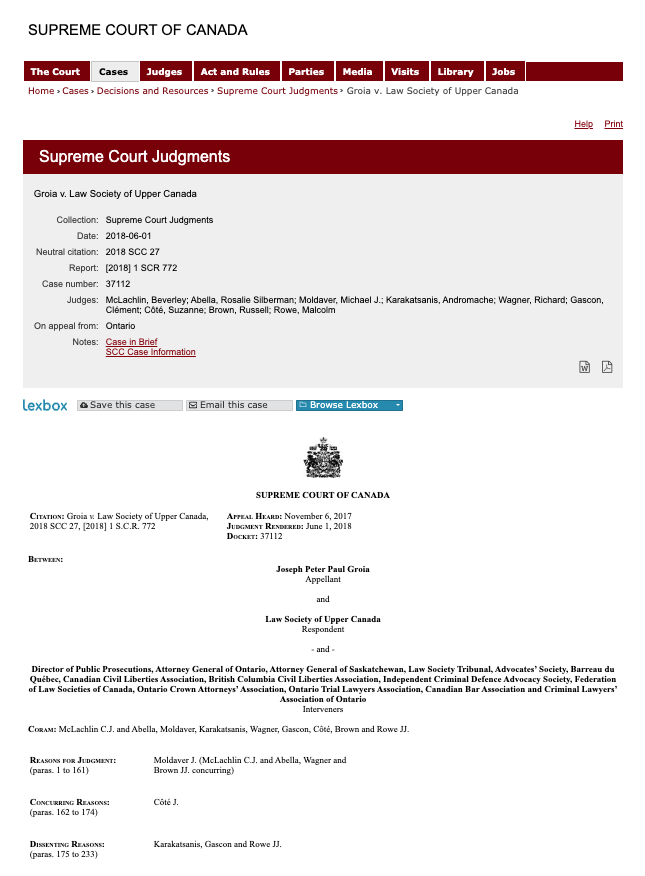 SUPREME COURT OF CANADA
The Court Cases Judges Act and Rules Parties Media Visits Library Jobs
Home › Cases › Decisions and Resources › Supreme Court Judgments › Groia v. Law Society of Upper Canada
Help Print
Supreme Court Judgments
Groia v. Law Society of Upper Canada
Collection: Supreme Court Judgments
Date: 2018-06-01
Neutral citation: 2018 SCC 27
Report: [2018] 1 SCR 772
Case number: 37112
Judges: McLachlin, Beverley; Abella, Rosalie Silberman; Moldaver, Michael J.; Karakatsanis, Andromache; Wagner, Richard; Gascon,
Clément; Côté, Suzanne; Brown, Russell; Rowe, Malcolm
On appeal from: Ontario
Notes: Case in Brief
SCC Case Information
lexbox Save this case Email this case Browse Lexbox
SUPREME COURT OF CANADA
CITATION: Groia v. Law Society of Upper Canada,
2018 SCC 27, [2018] 1 S.C.R. 772
APPEAL HEARD: November 6, 2017
JUDGMENT RENDERED: June 1, 2018
DOCKET: 37112
BETWEEN:
Joseph Peter Paul Groia
Appellant
and
Law Society of Upper Canada
Respondent
- and -
Director of Public Prosecutions, Attorney General of Ontario, Attorney General of Saskatchewan, Law Society Tribunal, Advocates' Society, Barreau du
Québec, Canadian Civil Liberties Association, British Columbia Civil Liberties Association, Independent Criminal Defence Advocacy Society, Federation
of Law Societies of Canada, Ontario Crown Attorneys' Association, Ontario Trial Lawyers Association, Canadian Bar Association and Criminal Lawyers'
Association of Ontario
Interveners
CORAM: McLachlin C.J. and Abella, Moldaver, Karakatsanis, Wagner, Gascon, Côté, Brown and Rowe JJ.
REASONS FOR JUDGMENT:
(paras. 1 to 161)
Moldaver J. (McLachlin C.J. and Abella, Wagner and
Brown JJ. concurring)
CONCURRING REASONS:
(paras. 162 to 174)
Côté J.
DISSENTING REASONS:
(paras. 175 to 233)
Karakatsanis, Gascon and Rowe JJ.